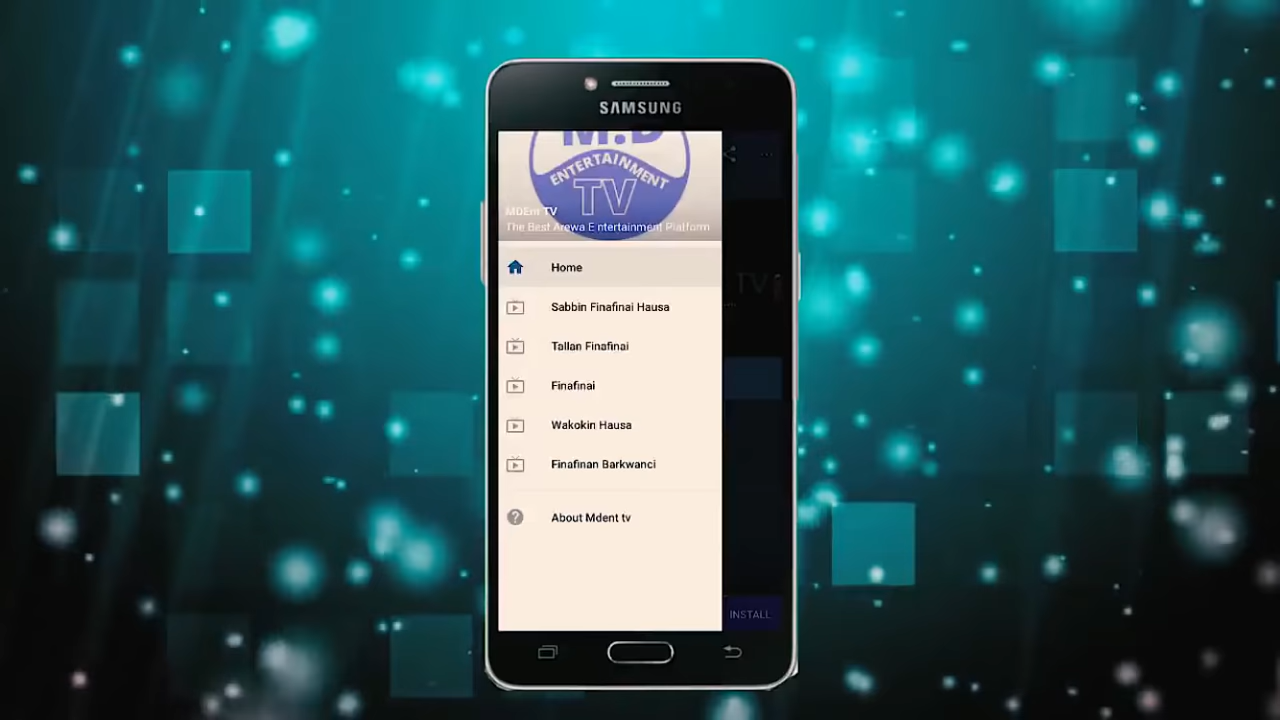 SAMSUNG
M.D
ENTERTAINMENT
TV
MDEnt TV
The Best Arewa Entertainment Platform
Home
Sabbin Finafinai Hausa
Tallan Finafinai
Finafinai
Wakokin Hausa
Finafinan Barkwanci
About Mdent tv
TV
INSTALL